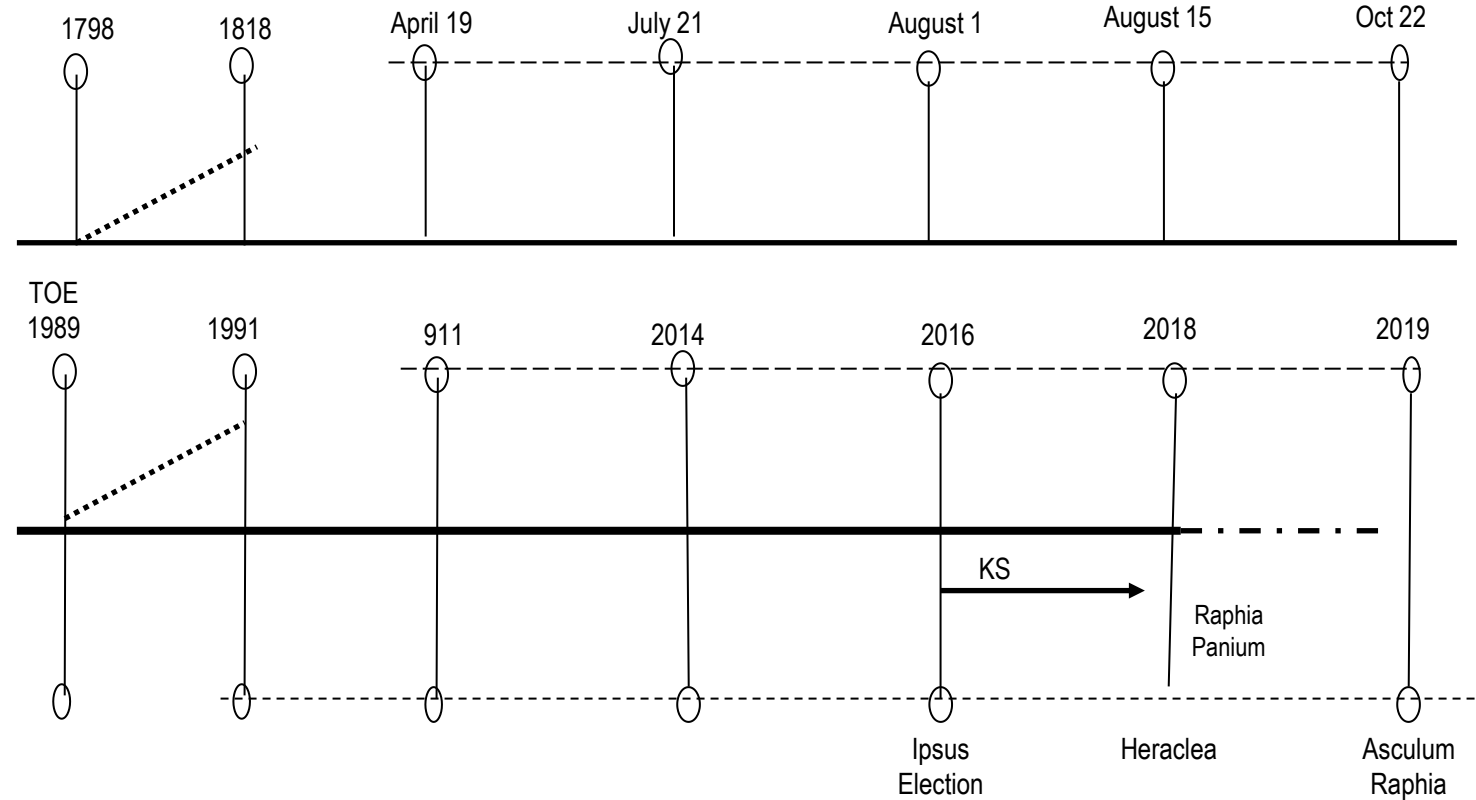 1798
1818
April 19
July 21
August 1
August 15
Oct 22
TOE
1989
1991
911
2014
2016
2018
2019
KS
Raphia
Panium
Ipsus
Election
Heraclea
Asculum
Raphia